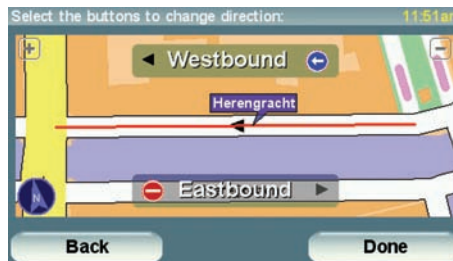 Select the buttons to change direction: 11:51am
+ −
◄ Westbound
Herengracht
Eastbound ►
N
Back Done